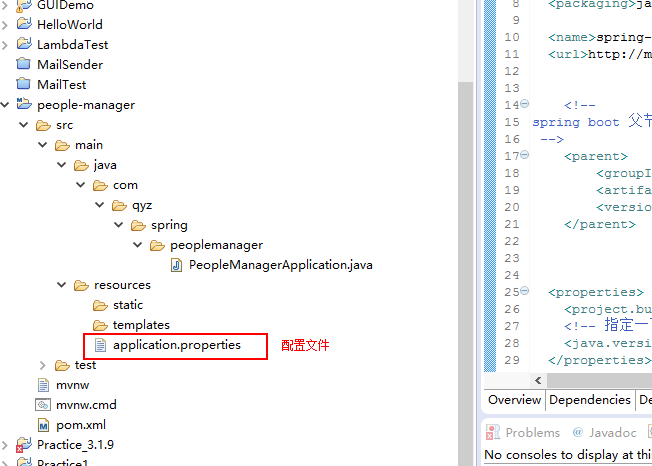 GUIDemo
HelloWorld
LambdaTest
MailSender
MailTest
people-manager
src
main
java
com
qyz
spring
peoplemanager
PeopleManagerApplication.java
resources
static
templates
application.properties
配置文件
test
mvnw
mvnw.cmd
pom.xml
Practice_3.1.9
Practice1
8 <packaging>ja
9
10 <name>spring-
11 <url>http://m
12
13
14 <!--
15 spring boot 父节
16 -->
17 <parent>
18 <groupI
19 <artifa
20 <versio
21 </parent>
22
23
24
25 <properties>
26 <project.bu
27 <!-- 指定一下
28 <java.versi
29 </properties>
Overview Dependencies De
Problems @ Javadoc
No consoles to display at thi